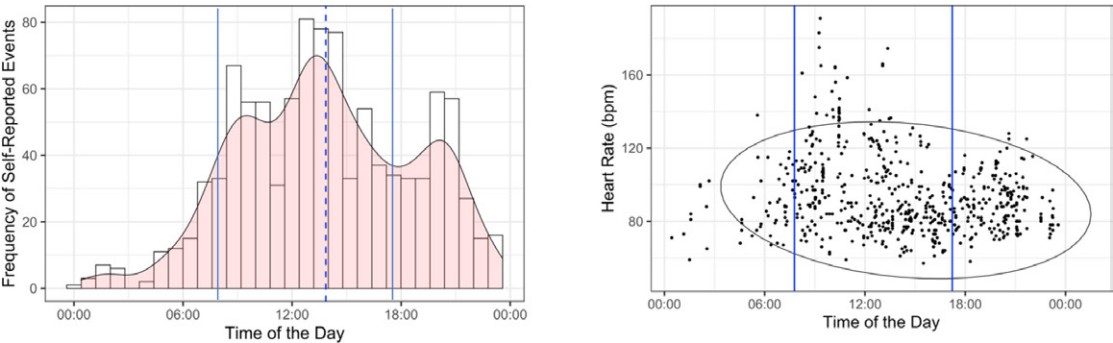 Frequency of Self-Reported Events
80
60
40
20
0
00:00 06:00 12:00 18:00 00:00
Time of the Day
Heart Rate (bpm)
160
120
80
00:00 06:00 12:00 18:00 00:00
Time of the Day